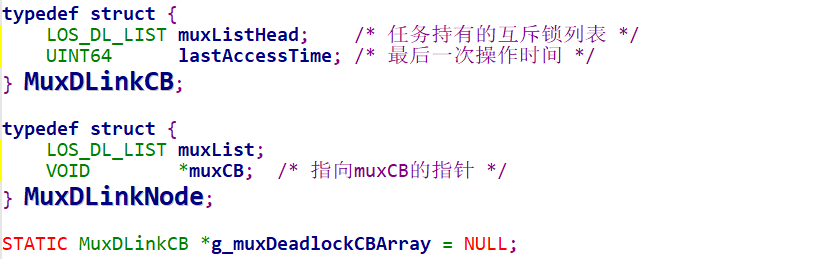 typedef struct {
LOS_DL_LIST muxListHead; /* 任务持有的互斥锁列表 */
UINT64 lastAccessTime; /* 最后一次操作时间 */
} MuxDLinkCB;
typedef struct {
LOS_DL_LIST muxList;
VOID *muxCB; /* 指向muxCB的指针 */
} MuxDLinkNode;
STATIC MuxDLinkCB *g_muxDeadlockCBArray = NULL;